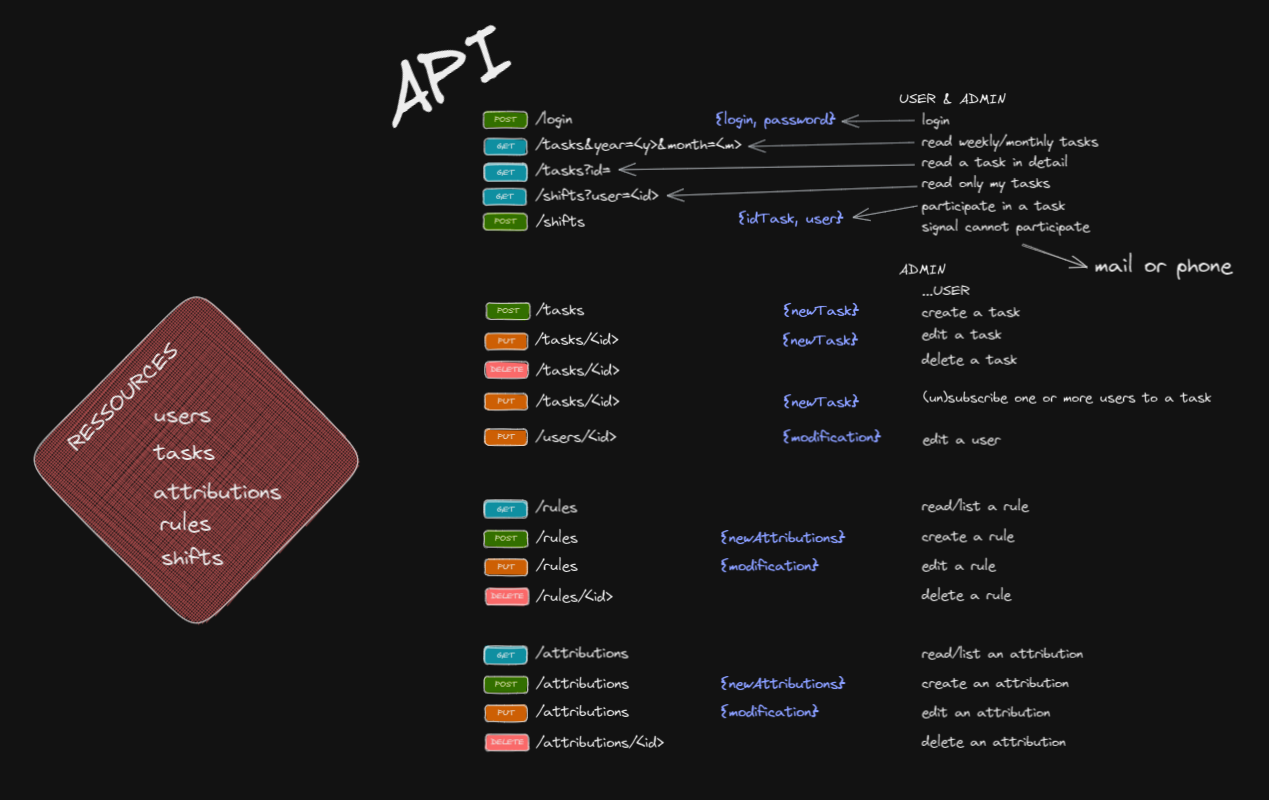 API
USER & ADMIN
POST /login {login, password} login
GET /tasks&year=<y>&month=<m> read weekly/monthly tasks
GET /tasks?id= read a task in detail
GET /shifts?user=<id> read only my tasks
POST /shifts {idTask, user} participate in a task
signal cannot participate
mail or phone
ADMIN
...USER
POST /tasks {newTask} create a task
PUT /tasks/<id> {newTask} edit a task
DELETE /tasks/<id> delete a task
PUT /tasks/<id> {newTask} (un)subscribe one or more users to a task
PUT /users/<id> {modification} edit a user
GET /rules read/list a rule
POST /rules {newAttributions} create a rule
PUT /rules {modification} edit a rule
DELETE /rules/<id> delete a rule
GET /attributions read/list an attribution
POST /attributions {newAttributions} create an attribution
PUT /attributions {modification} edit an attribution
DELETE /attributions/<id> delete an attribution
RESSOURCES
users
tasks
attributions
rules
shifts